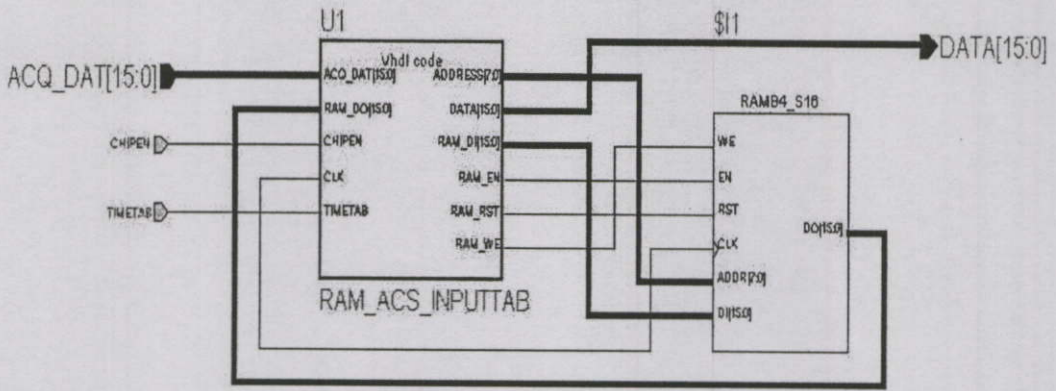 U1
$I1
Vhdl code
ACQ_DAT[15:0]
DATA[15:0]
ACQ_DAT[15:0]
ADDRESS[7:0]
RAM_DO[15:0]
DATA[15:0]
RAMB4_S16
CHIPEN
CHIPEN
RAM_DI[15:0]
WE
CLK
RAM_EN
EN
TIMETAB
TIMETAB
RAM_RST
RST
RAM_WE
CLK
DO[15:0]
ADDR[7:0]
DI[15:0]
RAM_ACS_INPUTTAB